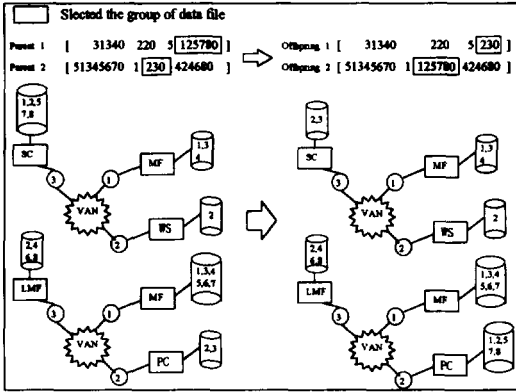 Slected the group of data file
Parent 1 [ 31340 220 5 125780 ]
Offspring 1 [ 31340 220 5 230 ]
Parent 2 [ 51345670 1 230 424680 ]
Offspring 2 [ 51345670 1 125780 424680 ]
1,2,5
7,8
SC
3
1
MF
1,3
4
VAN
2
WS
2
2,4
6,8
LMF
3
1
MF
1,3,4
5,6,7
VAN
2
PC
2,3
2,3
SC
3
1
MF
1,3
4
VAN
2
WS
2
2,4
6,8
LMF
3
1
MF
1,3,4
5,6,7
VAN
2
PC
1,2,5
7,8